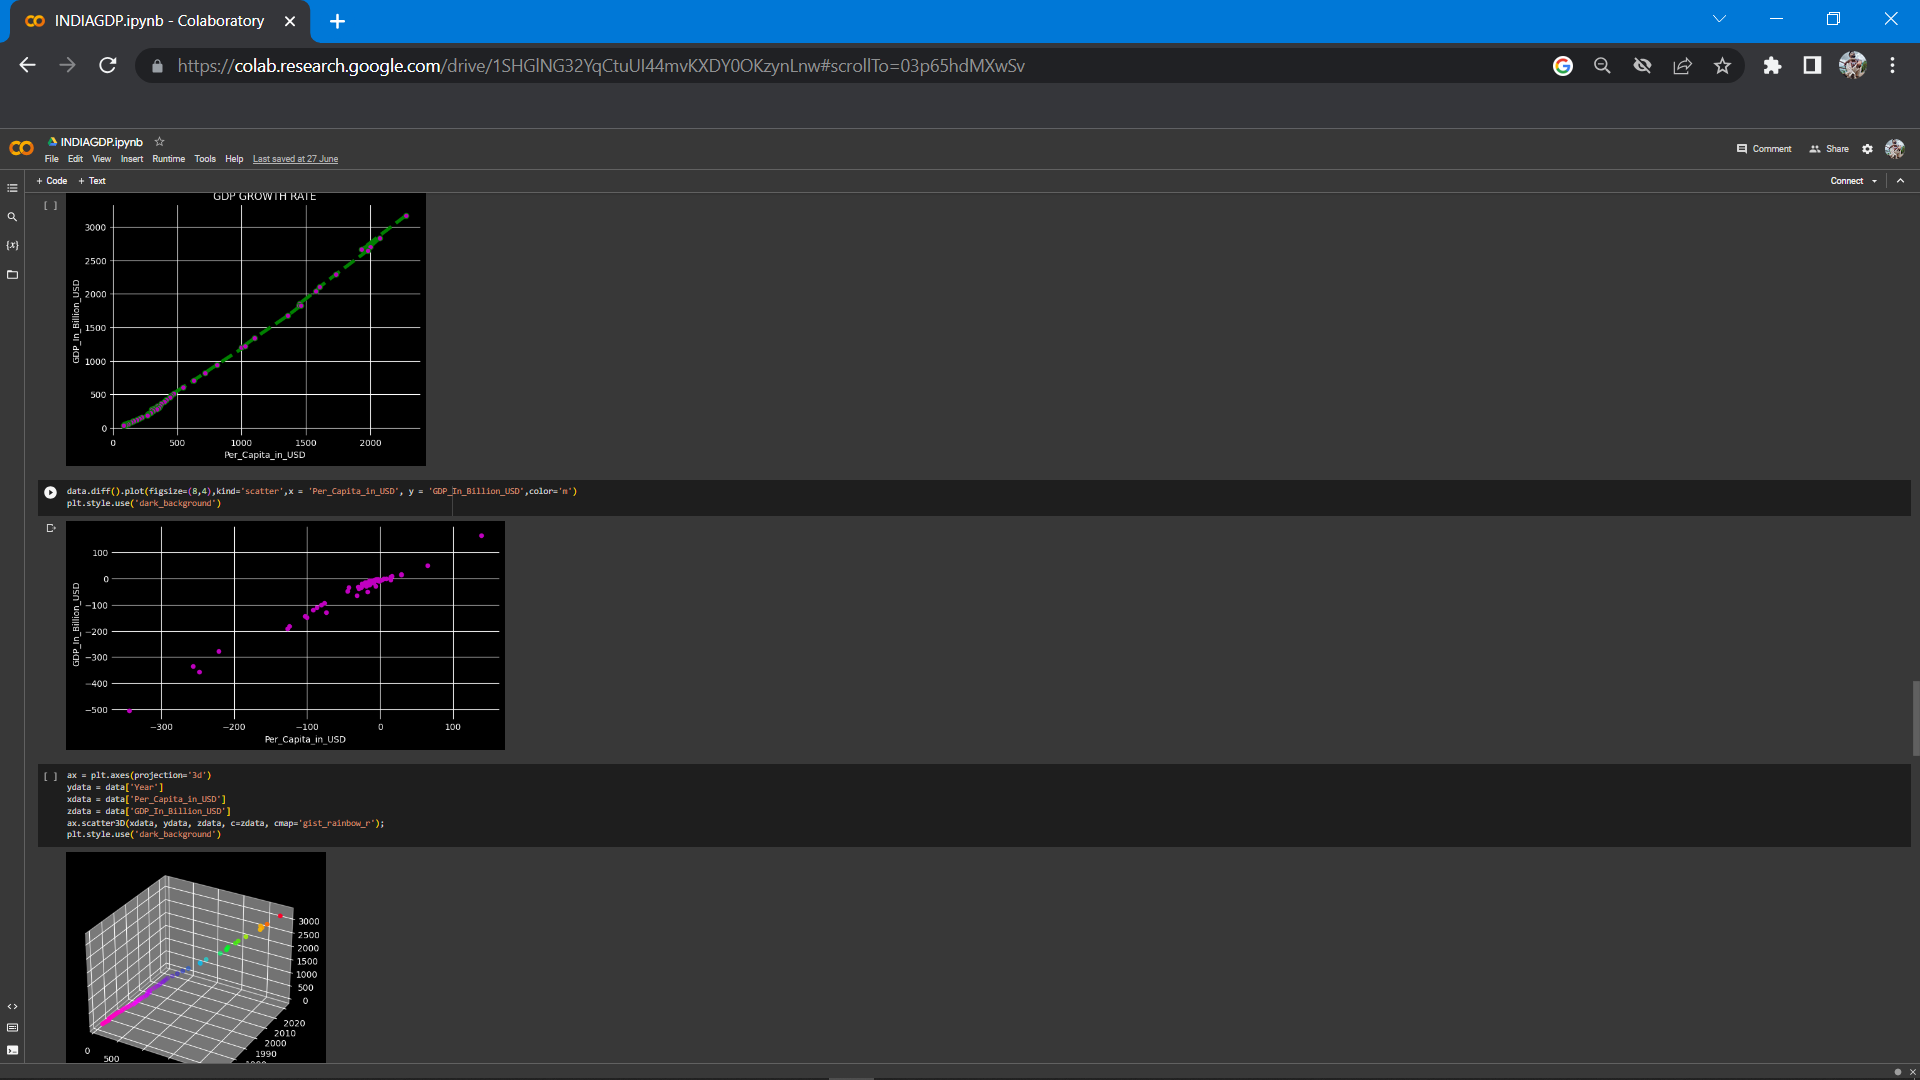 INDIAGDP.ipynb - Colaboratory
https://colab.research.google.com/drive/1SHGlNG32YqCtuUI44mvKXDY0OKzynLnw#scrollTo=03p65hdMXwSv
INDIAGDP.ipynb
File Edit View Insert Runtime Tools Help Last saved at 27 June
Comment Share
+ Code + Text
Connect
[ ]
GDP GROWTH RATE
3000
2500
2000
1500
1000
500
0
GDP_In_Billion_USD
0 500 1000 1500 2000
Per_Capita_in_USD
data.diff().plot(figsize=(8,4),kind='scatter',x = 'Per_Capita_in_USD', y = 'GDP_In_Billion_USD',color='m')
plt.style.use('dark_background')
100
0
−100
−200
−300
−400
−500
GDP_In_Billion_USD
−300 −200 −100 0 100
Per_Capita_in_USD
[ ]
ax = plt.axes(projection='3d')
ydata = data['Year']
xdata = data['Per_Capita_in_USD']
zdata = data['GDP_In_Billion_USD']
ax.scatter3D(xdata, ydata, zdata, c=zdata, cmap='gist_rainbow_r');
plt.style.use('dark_background')
3000
2500
2000
1500
1000
500
0
2020
2010
2000
1990
0
500